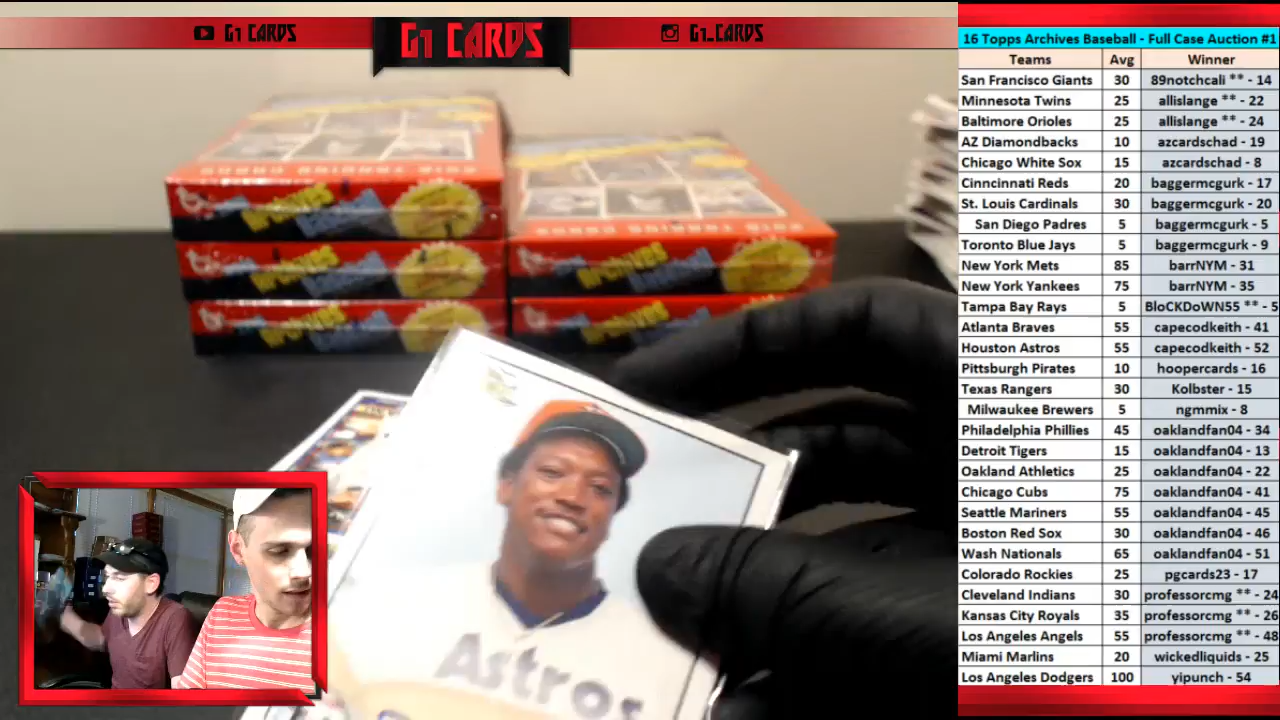 G1 CARDS
G1 CARDS
G1_CARDS
16 Topps Archives Baseball - Full Case Auction #1
Teams Avg Winner
San Francisco Giants 30 89notchcali ** - 14
Minnesota Twins 25 allislange ** - 22
Baltimore Orioles 25 allislange ** - 24
AZ Diamondbacks 10 azcardschad - 19
Chicago White Sox 15 azcardschad - 8
Cinncinnati Reds 20 baggermcgurk - 17
St. Louis Cardinals 30 baggermcgurk - 20
San Diego Padres 5 baggermcgurk - 5
Toronto Blue Jays 5 baggermcgurk - 9
New York Mets 85 barrNYM - 31
New York Yankees 75 barrNYM - 35
Tampa Bay Rays 5 BloCKDoWN55 ** - 5
Atlanta Braves 55 capecodkeith - 41
Houston Astros 55 capecodkeith - 52
Pittsburgh Pirates 10 hoopercards - 16
Texas Rangers 30 Kolbster - 15
Milwaukee Brewers 5 ngmmix - 8
Philadelphia Phillies 45 oaklandfan04 - 34
Detroit Tigers 15 oaklandfan04 - 13
Oakland Athletics 25 oaklandfan04 - 22
Chicago Cubs 75 oaklandfan04 - 41
Seattle Mariners 55 oaklandfan04 - 45
Boston Red Sox 30 oaklandfan04 - 46
Wash Nationals 65 oaklandfan04 - 51
Colorado Rockies 25 pgcards23 - 17
Cleveland Indians 30 professorcmg ** - 24
Kansas City Royals 35 professorcmg ** - 26
Los Angeles Angels 55 professorcmg ** - 48
Miami Marlins 20 wickedliquids - 25
Los Angeles Dodgers 100 yipunch - 54
Archives
Archives
Archives
Archives
Astros